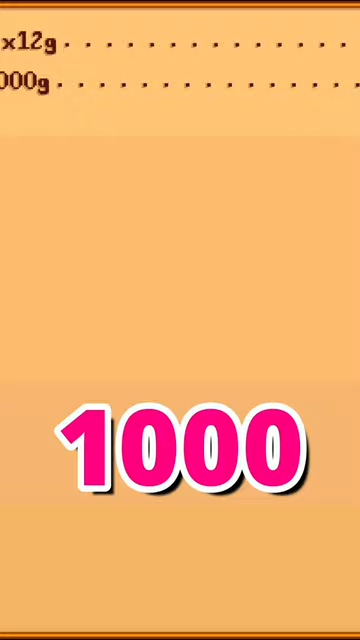 x12g . . . . . . . . . . . . . . .
000g . . . . . . . . . . . . . . .
1000